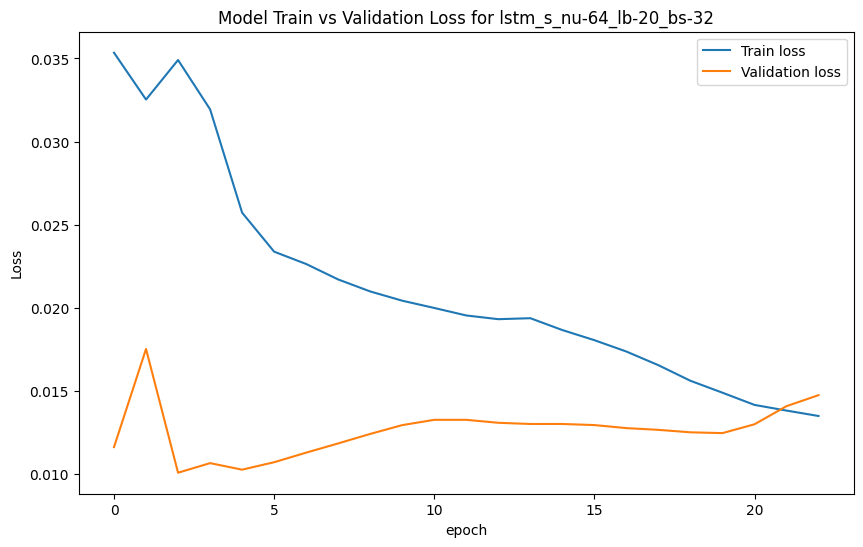 Model Train vs Validation Loss for lstm_s_nu-64_lb-20_bs-32
Train loss
Validation loss
0.035
0.030
0.025
0.020
0.015
0.010
Loss
0
5
10
15
20
epoch